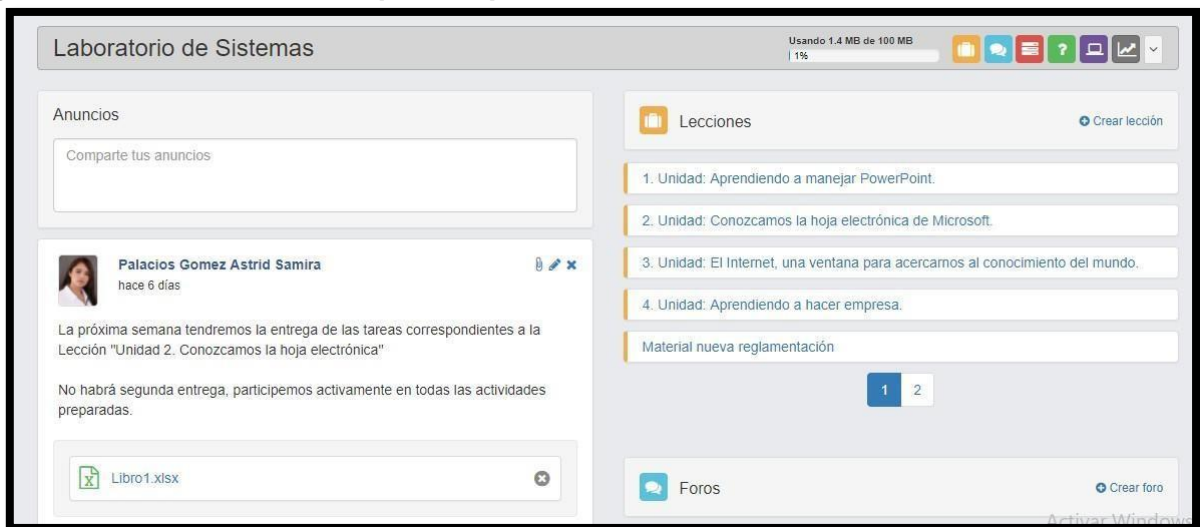 Laboratorio de Sistemas
Usando 1.4 MB de 100 MB
1%
?
Anuncios
Comparte tus anuncios
Palacios Gomez Astrid Samira
hace 6 días
La próxima semana tendremos la entrega de las tareas correspondientes a la
Lección "Unidad 2. Conozcamos la hoja electrónica"
No habrá segunda entrega, participemos activamente en todas las actividades
preparadas.
X
Libro1.xlsx
Lecciones
Crear lección
1. Unidad: Aprendiendo a manejar PowerPoint.
2. Unidad: Conozcamos la hoja electrónica de Microsoft.
3. Unidad: El Internet, una ventana para acercarnos al conocimiento del mundo.
4. Unidad: Aprendiendo a hacer empresa.
Material nueva reglamentación
1 2
Foros
Crear foro
Activar Windows